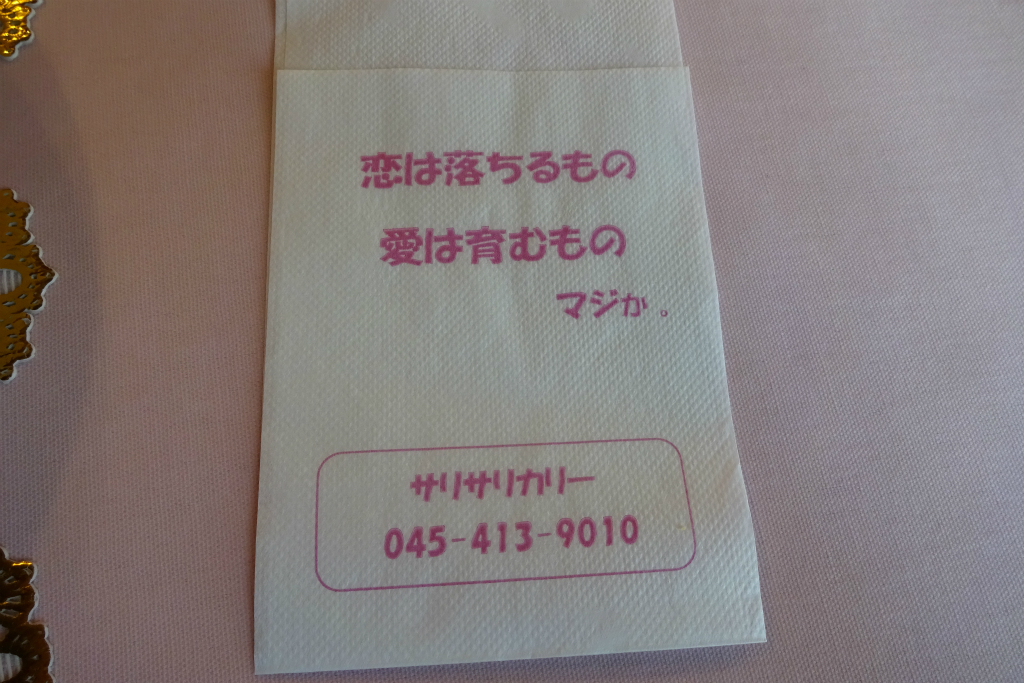 恋は落ちるもの
愛は育むもの
マジか。
サリサリカリー
045-413-9010